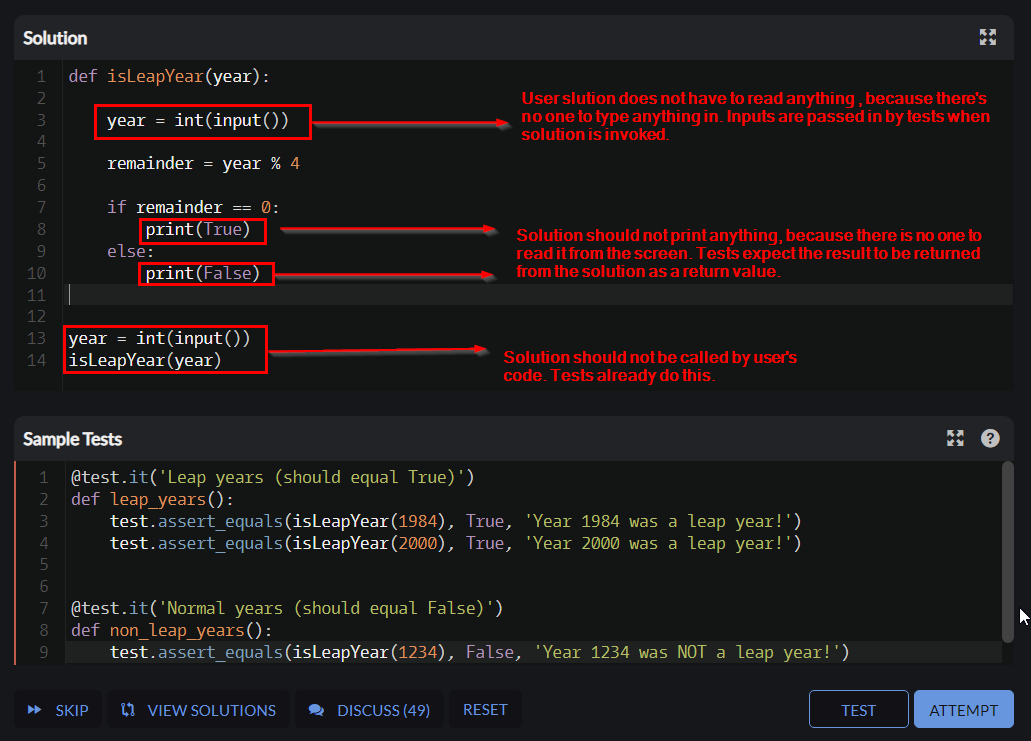 Solution
1 def isLeapYear(year):
2
3     year = int(input())
4
5     remainder = year % 4
6
7     if remainder == 0:
8         print(True)
9     else:
10         print(False)
11
12
13 year = int(input())
14 isLeapYear(year)
User slution does not have to read anything , because there's
no one to type anything in. Inputs are passed in by tests when
solution is invoked.
Solution should not print anything, because there is no one to
read it from the screen. Tests expect the result to be returned
from the solution as a return value.
Solution should not be called by user's
code. Tests already do this.
Sample Tests
?
1 @test.it('Leap years (should equal True)')
2 def leap_years():
3     test.assert_equals(isLeapYear(1984), True, 'Year 1984 was a leap year!')
4     test.assert_equals(isLeapYear(2000), True, 'Year 2000 was a leap year!')
5
6
7 @test.it('Normal years (should equal False)')
8 def non_leap_years():
9     test.assert_equals(isLeapYear(1234), False, 'Year 1234 was NOT a leap year!')
SKIP VIEW SOLUTIONS DISCUSS (49) RESET TEST ATTEMPT